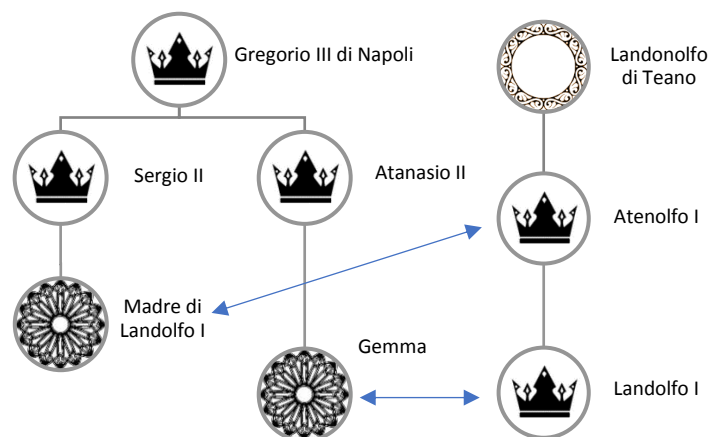 Gregorio III di Napoli
Landonolfo
di Teano
Sergio II
Atanasio II
Atenolfo I
Madre di
Landolfo I
Gemma
Landolfo I